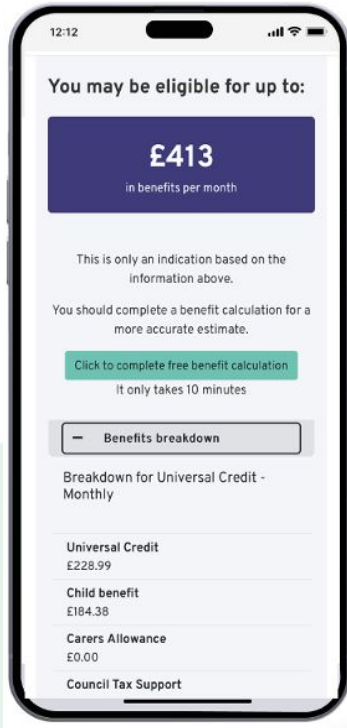 12:12
You may be eligible for up to:
£413
in benefits per month
This is only an indication based on the
information above.
You should complete a benefit calculation for a
more accurate estimate.
Click to complete free benefit calculation
It only takes 10 minutes
— Benefits breakdown
Breakdown for Universal Credit -
Monthly
Universal Credit
£228.99
Child benefit
£184.38
Carers Allowance
£0.00
Council Tax Support